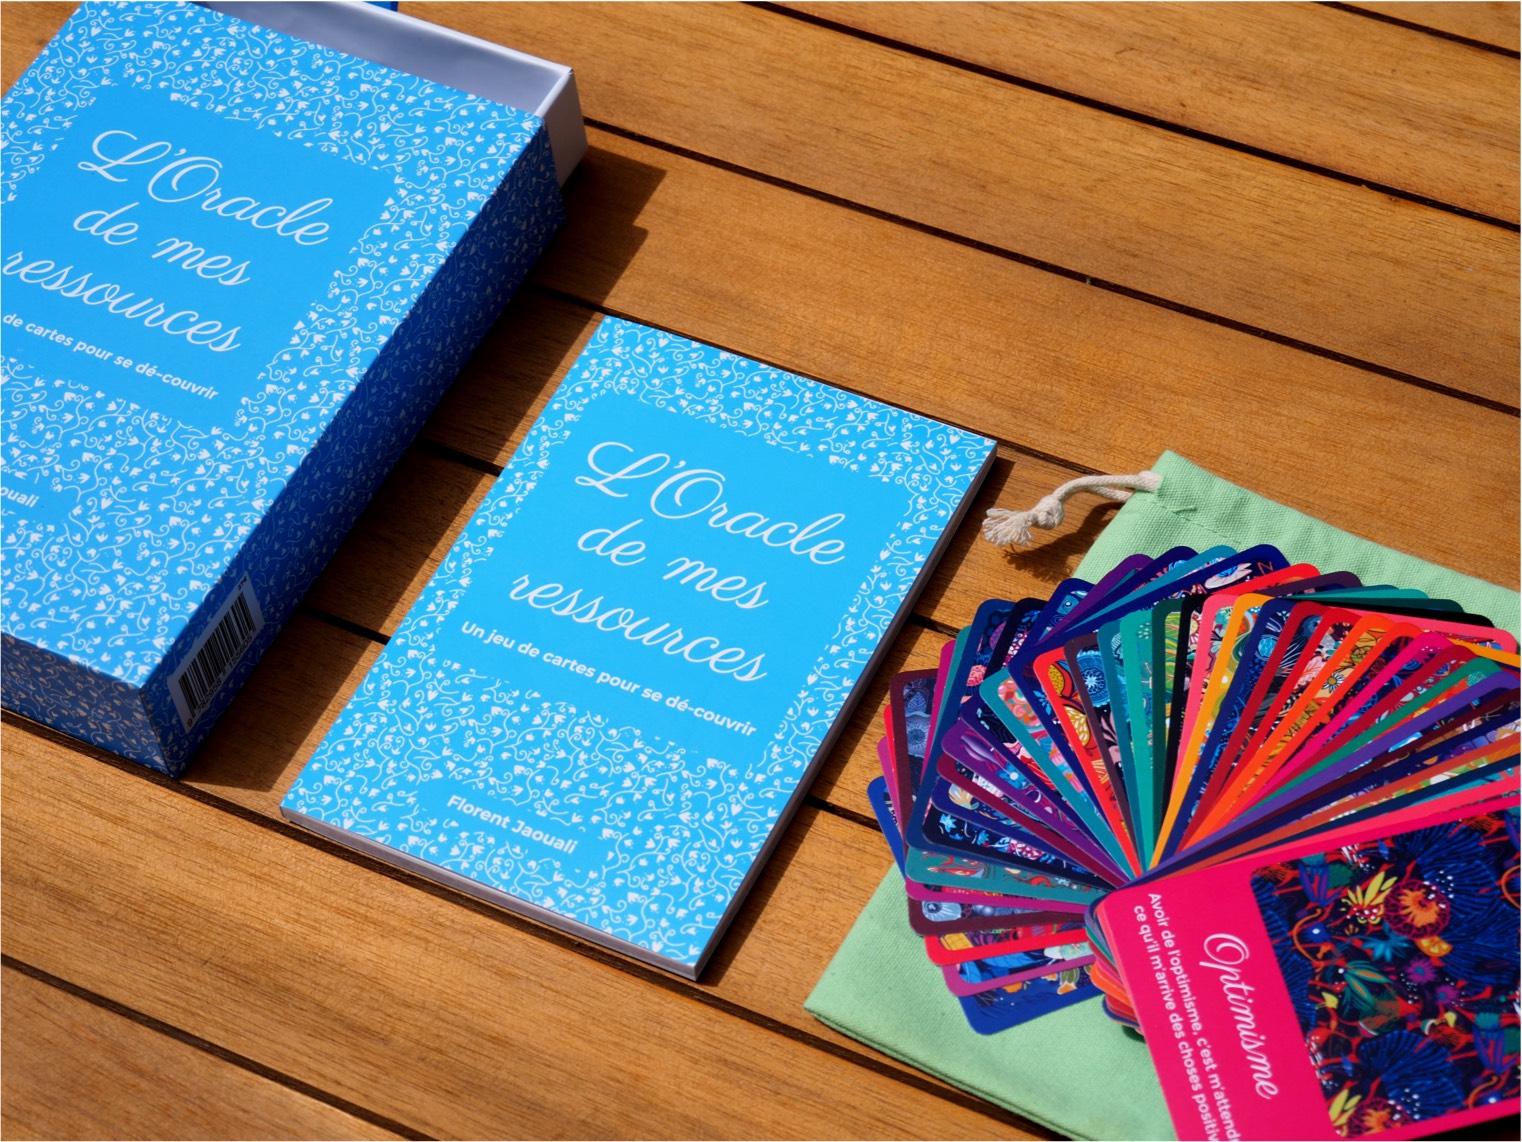 L'Oracle
de mes
ressources
de cartes pour se dé-couvrir
L'Oracle
de mes
ressources
Un jeu de cartes pour se dé-couvrir
Florent Jaouali
Optimisme
Avoir de l'optimisme, c'est m'attend
ce qu'il m'arrive des choses positiv